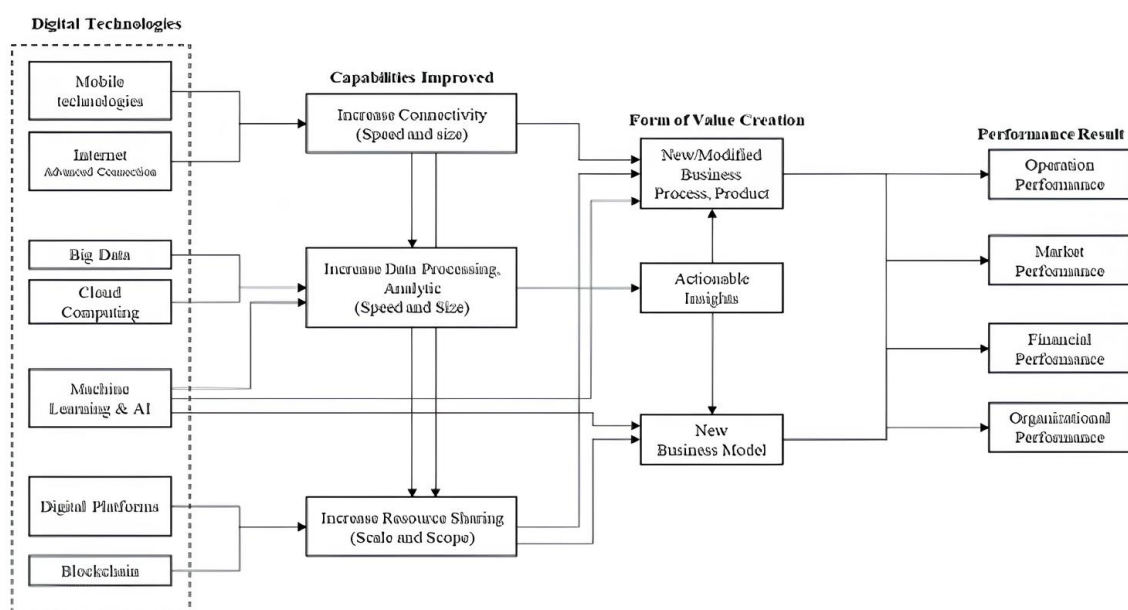 Digital Technologies
Mobile
technologies
Internet
Advanced Connection
Big Data
Cloud
Computing
Machine
Learning & AI
Digital Platforms
Blockchain
Capabilities Improved
Increase Connectivity
(Speed and size)
Increase Data Processing,
Analytic
(Speed and Size)
Increase Resource Sharing
(Scale and Scope)
Form of Value Creation
New/Modified
Business
Process, Product
Actionable
Insights
New
Business Model
Performance Result
Operation
Performance
Market
Performance
Financial
Performance
Organizational
Performance